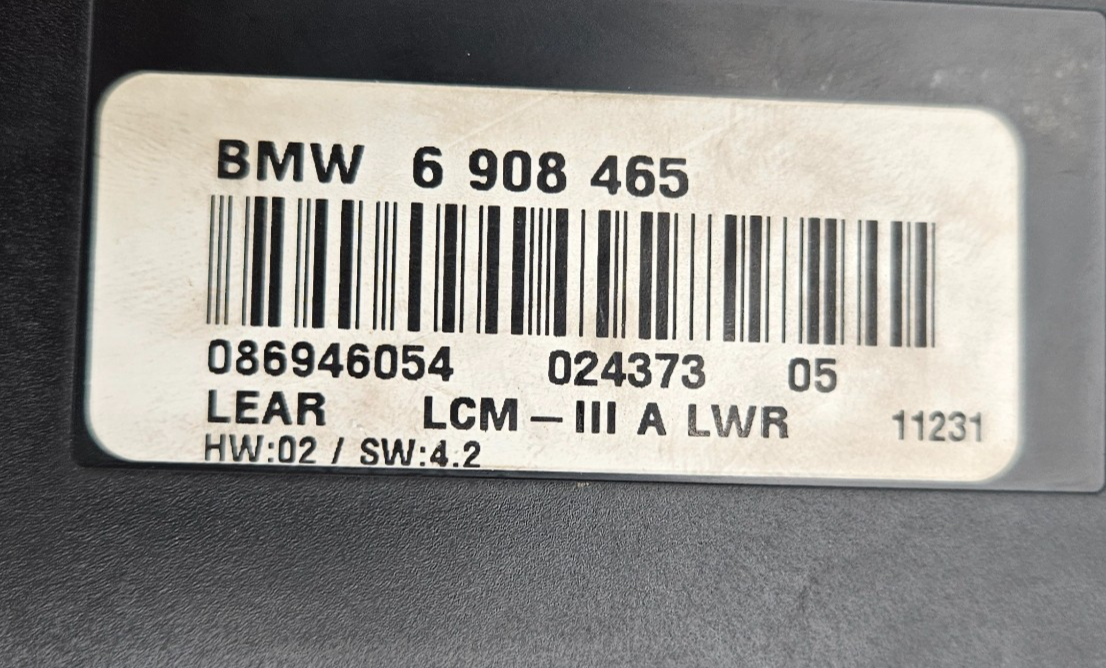 BMW 6 908 465
086946054 024373 05
LEAR LCM-III A LWR 11231
HW:02 / SW:4.2